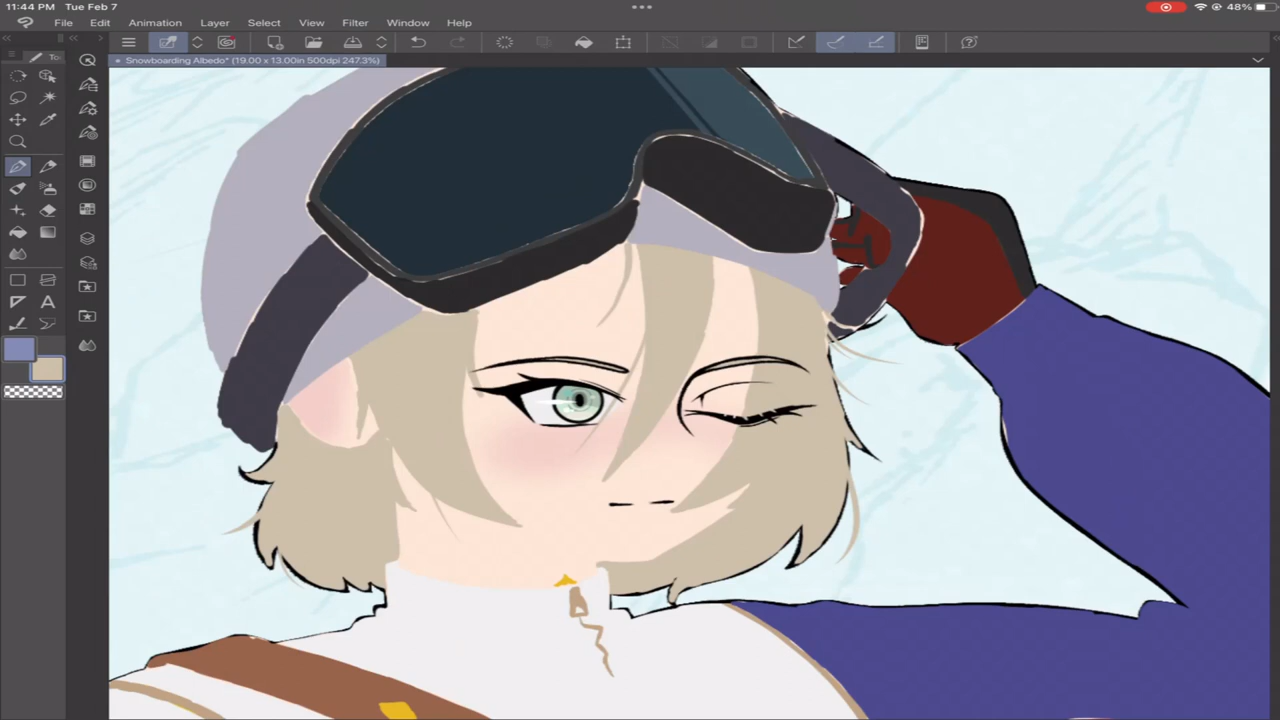 11:44 PM Tue Feb 7
48%
File Edit Animation Layer Select View Filter Window Help
To
Snowboarding Albedo* (19.00 x 13.00in 500dpi 247.3%)
A